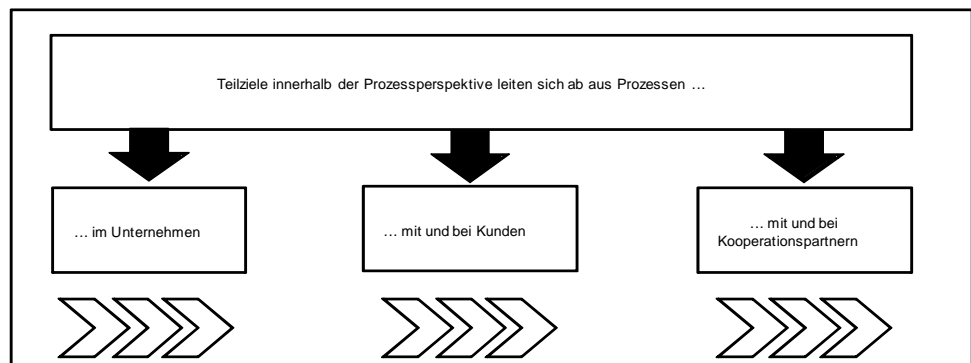 Teilziele innerhalb der Prozessperspektive leiten sich ab aus Prozessen …
… im Unternehmen
… mit und bei Kunden
… mit und bei
Kooperationspartnern